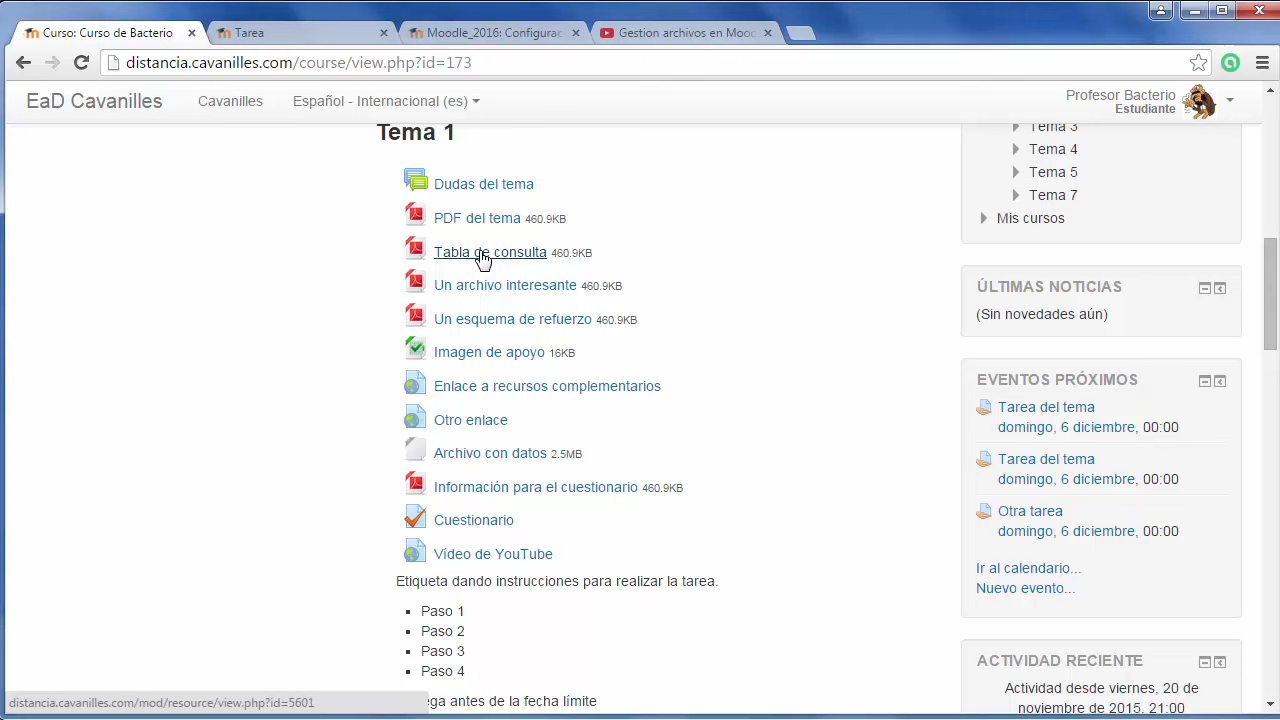 Curso: Curso de Bacterio
Tarea
Moodle_2016: Configurac
Gestion archivos en Mood
distancia.cavanilles.com/course/view.php?id=173
EaD Cavanilles
Cavanilles
Español - Internacional (es)
Profesor Bacterio
Estudiante
Tema 1
Dudas del tema
PDF del tema 460.9KB
Tabla de consulta 460.9KB
Un archivo interesante 460.9KB
Un esquema de refuerzo 460.9KB
Imagen de apoyo 16KB
Enlace a recursos complementarios
Otro enlace
Archivo con datos 2.5MB
Información para el cuestionario 460.9KB
Cuestionario
Vídeo de YouTube
Etiqueta dando instrucciones para realizar la tarea.
Paso 1
Paso 2
Paso 3
Paso 4
ega antes de la fecha límite
Tema 3
Tema 4
Tema 5
Tema 7
Mis cursos
ÚLTIMAS NOTICIAS
(Sin novedades aún)
EVENTOS PRÓXIMOS
Tarea del tema
domingo, 6 diciembre, 00:00
Tarea del tema
domingo, 6 diciembre, 00:00
Otra tarea
domingo, 6 diciembre, 00:00
Ir al calendario...
Nuevo evento...
ACTIVIDAD RECIENTE
Actividad desde viernes, 20 de
noviembre de 2015, 21:00
distancia.cavanilles.com/mod/resource/view.php?id=5601